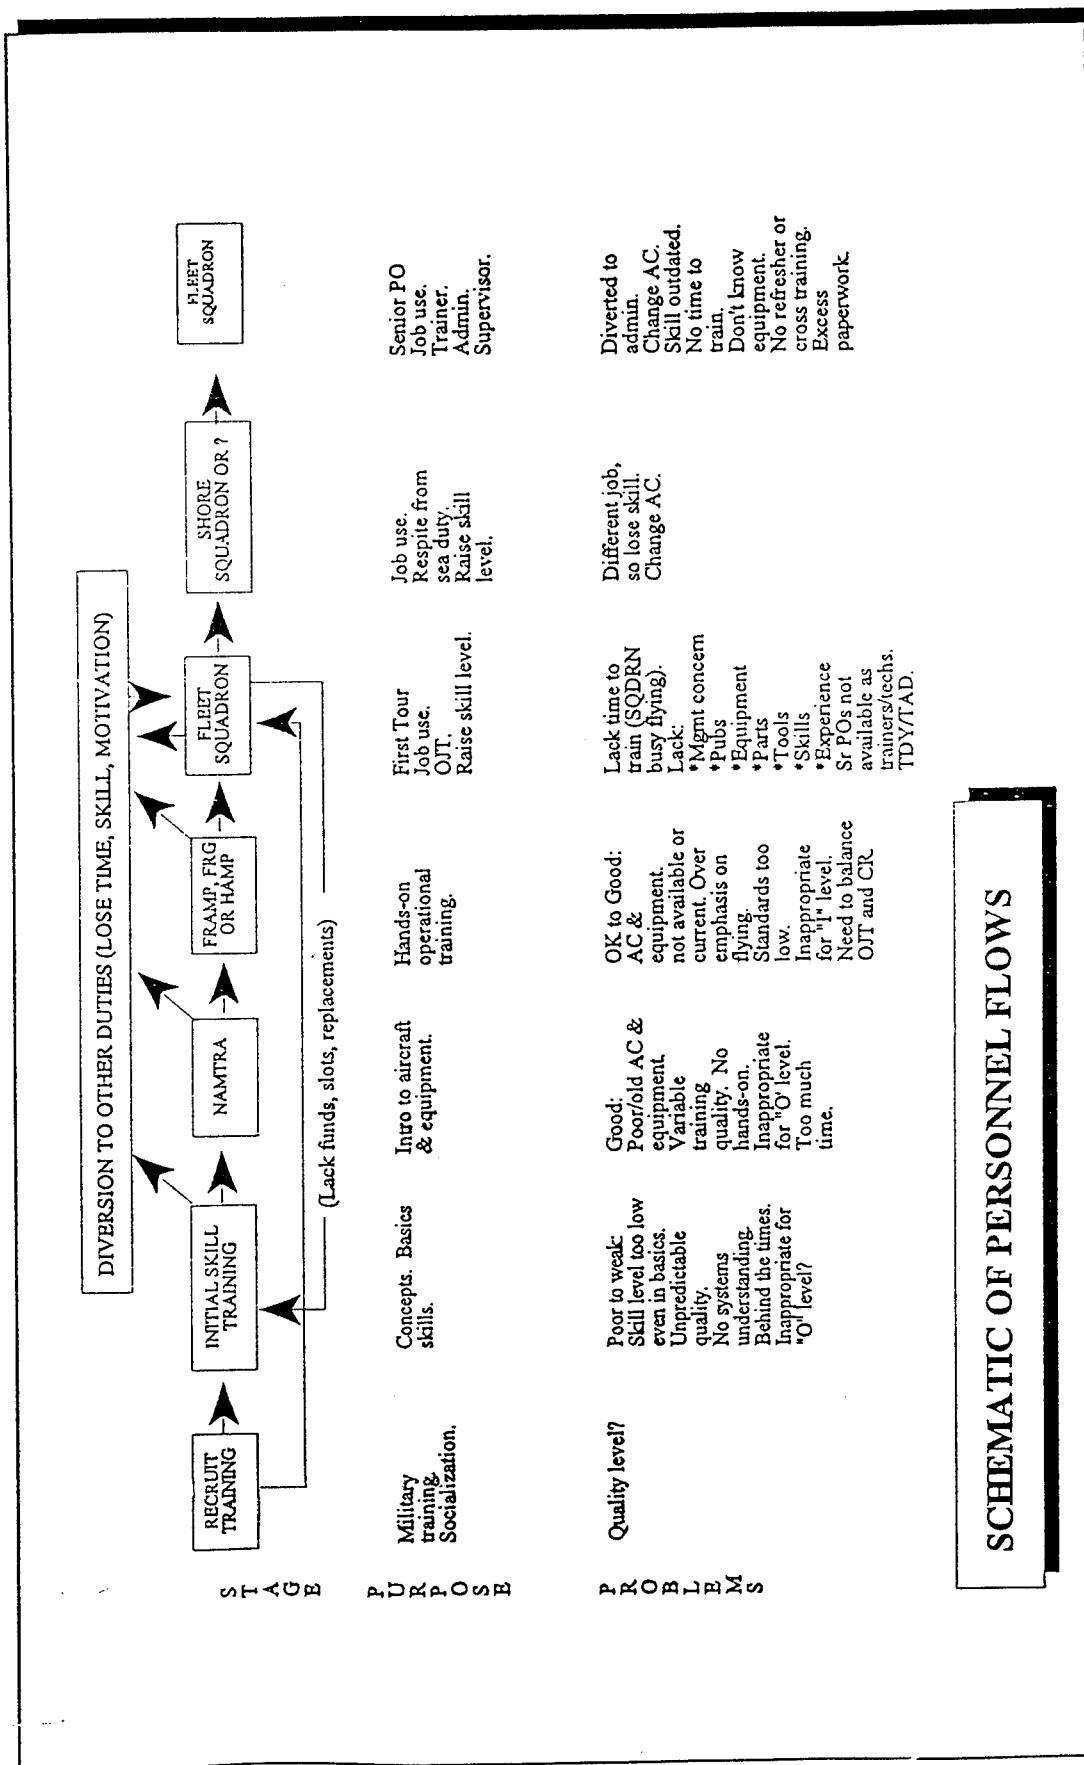 DIVERSION TO OTHER DUTIES (LOSE TIME, SKILL, MOTIVATION)
S
T
A
G
E
RECRUIT
TRAINING
INITIAL SKILL
TRAINING
NAMTRA
FRAMP, FRG
OR HAMP
FLEET
SQUADRON
SHORE
SQUADRON OR ?
FLEET
SQUADRON
(Lack funds, slots, replacements)
P
U
R
P
O
S
E
Military
training.
Socialization.
Concepts. Basics
skills.
Intro to aircraft
& equipment.
Hands-on
operational
training.
First Tour
Job use.
OJT.
Raise skill level.
Job use.
Respite from
sea duty.
Raise skill
level.
Senior PO
Job use.
Trainer.
Admin.
Supervisor.
P
R
O
B
L
E
M
S
Quality level?
Poor to weak:
Skill level too low
even in basics.
Unpredictable
quality.
No systems
understanding.
Behind the times.
Inappropriate for
"O" level?
Good:
Poor/old AC &
equipment.
Variable
training
quality. No
hands-on.
Inappropriate
for "O' level.
Too much
time.
OK to Good:
AC &
equipment.
not available or
current. Over
emphasis on
flying.
Standards too
low.
Inappropriate
for "I" level.
Need to balance
OJT and CR.
Lack time to
train (SQDRN
busy flying).
Lack:
*Mgmt concern
*Pubs
*Equipment
*Parts
*Tools
*Skills
*Experience
Sr POs not
available as
trainers/techs.
TDY/TAD.
Different job,
so lose skill.
Change AC.
Diverted to
admin.
Change AC.
Skill outdated.
No time to
train.
Don't know
equipment.
No refresher or
cross training.
Excess
paperwork.
SCHEMATIC OF PERSONNEL FLOWS